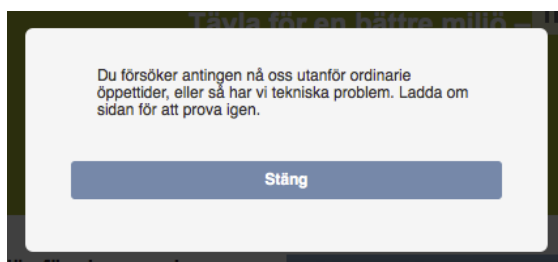 Tävla för en bättre miljö –
Du försöker antingen nå oss utanför ordinarie
öppettider, eller så har vi tekniska problem. Ladda om
sidan för att prova igen.
Stäng